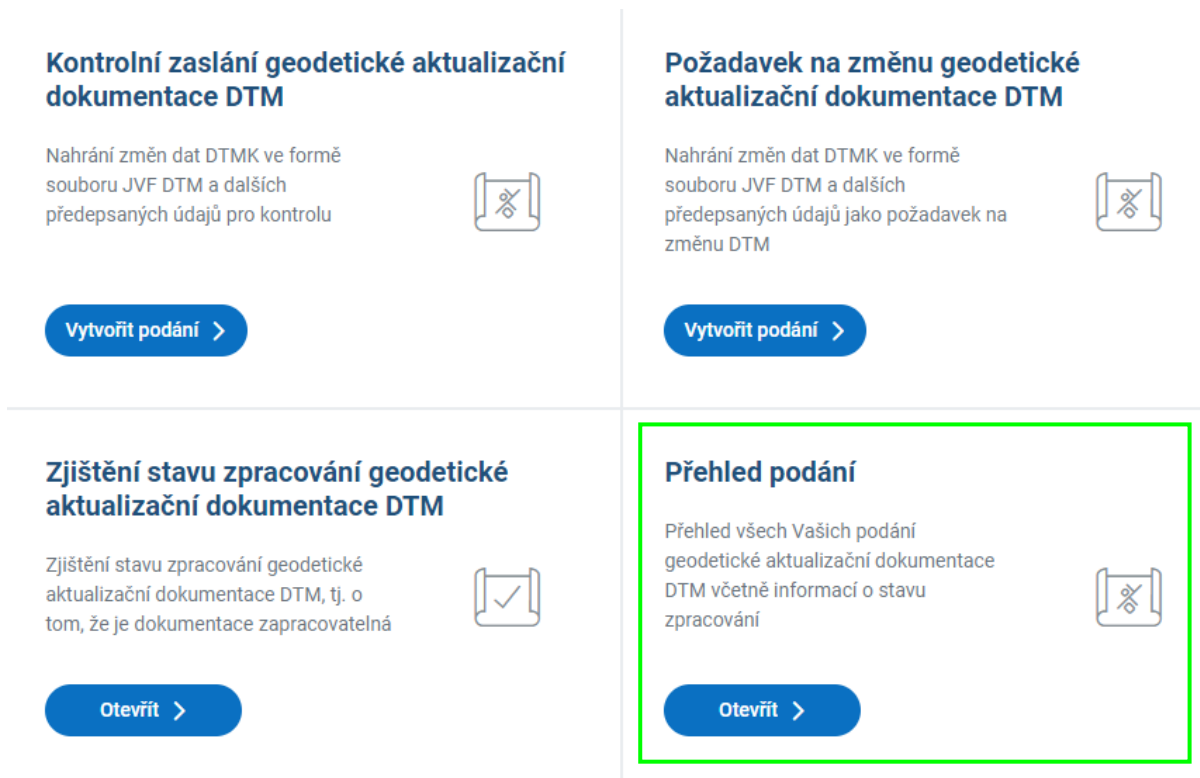 Kontrolní zaslání geodetické aktualizační
dokumentace DTM
Nahrání změn dat DTMK ve formě
souboru JVF DTM a dalších
předepsaných údajů pro kontrolu
Vytvořit podání
Požadavek na změnu geodetické
aktualizační dokumentace DTM
Nahrání změn dat DTMK ve formě
souboru JVF DTM a dalších
předepsaných údajů jako požadavek na
změnu DTM
Vytvořit podání
Zjištění stavu zpracování geodetické
aktualizační dokumentace DTM
Zjištění stavu zpracování geodetické
aktualizační dokumentace DTM, tj. o
tom, že je dokumentace zapracovatelná
Otevřít
Přehled podání
Přehled všech Vašich podání
geodetické aktualizační dokumentace
DTM včetně informací o stavu
zpracování
Otevřít